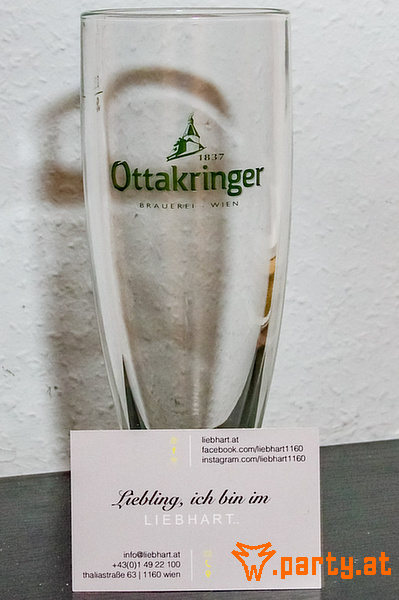 1837
Ottakringer
BRAUEREI · WIEN
liebhart.at
facebook.com/liebhart1160
instagram.com/liebhart1160
Liebling, ich bin im
LIEBHART..
info@liebhart.at
+43(0)1 49 22 100
thaliastraße 63 | 1160 wien
.party.at